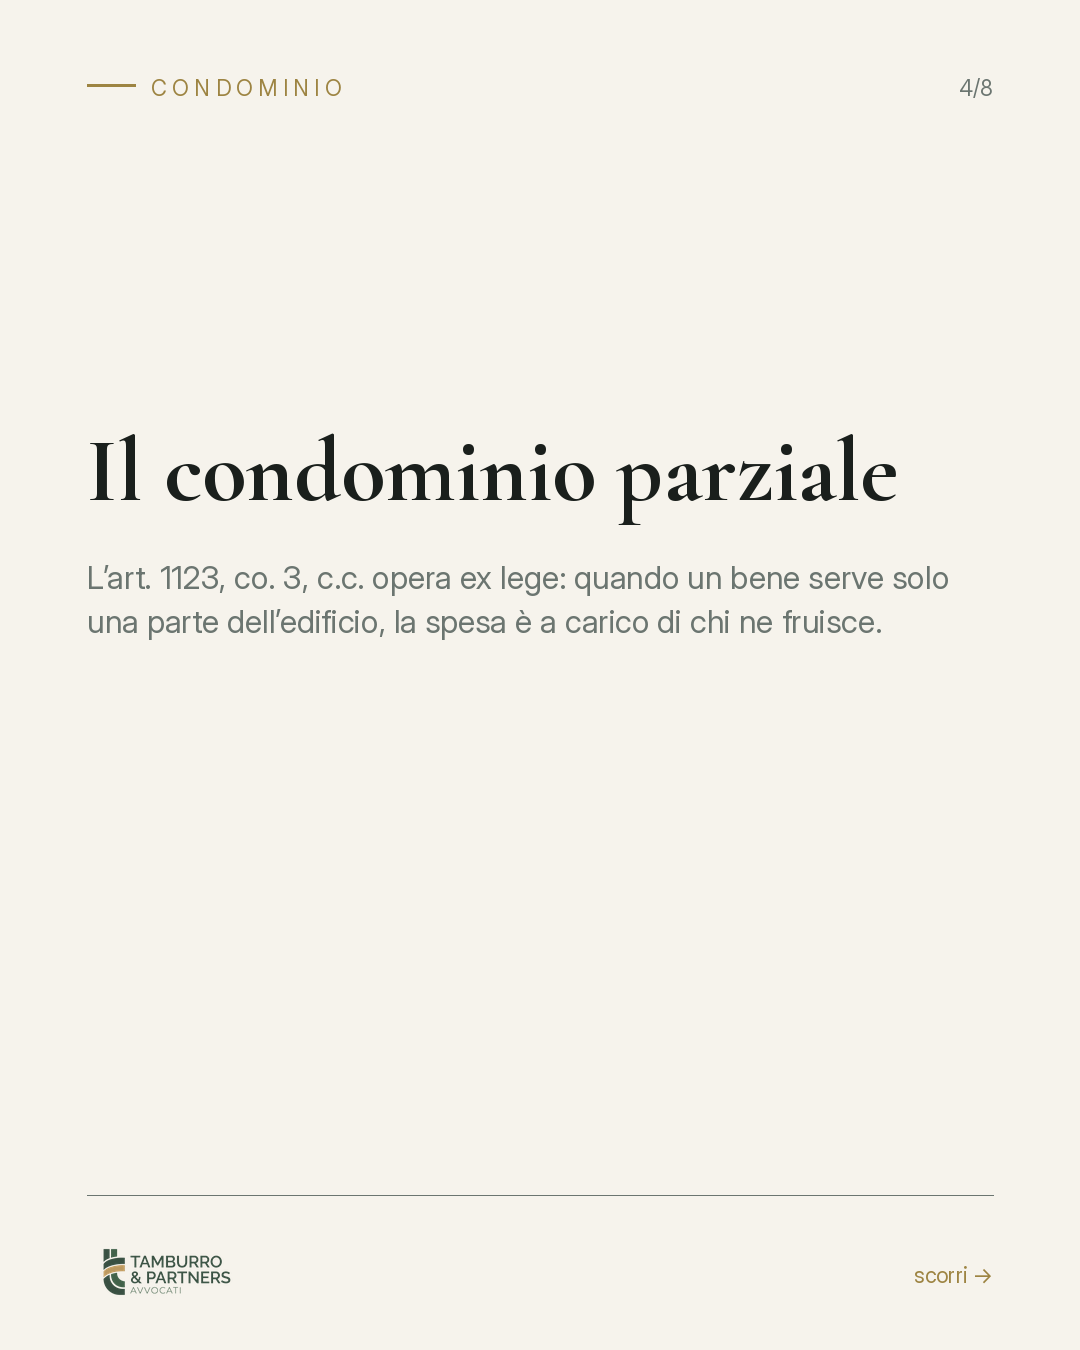 CONDOMINIO
4/8
Il condominio parziale
L’art. 1123, co. 3, c.c. opera ex lege: quando un bene serve solo
una parte dell’edificio, la spesa è a carico di chi ne fruisce.
TAMBURRO
& PARTNERS
AVVOCATI
scorri →